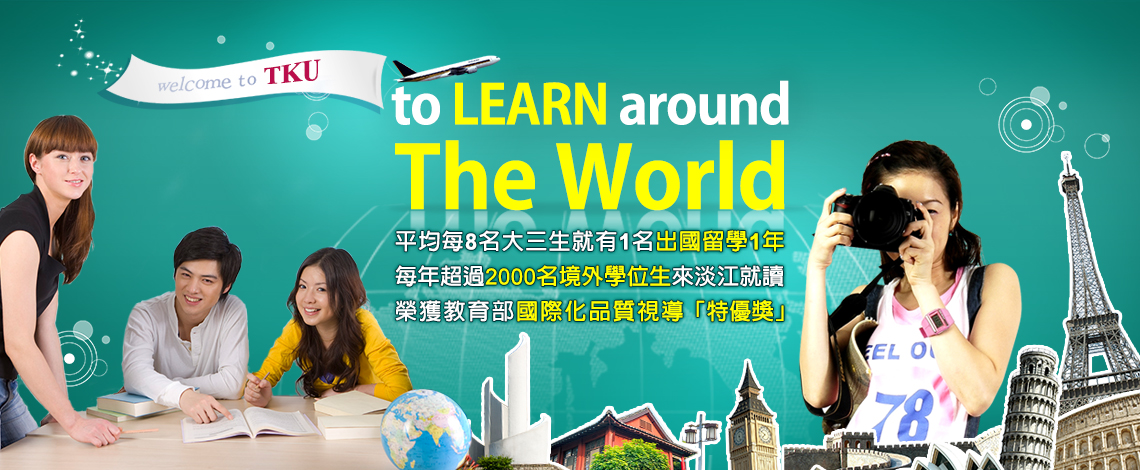 welcome to TKU
to LEARN around
The World
平均每8名大三生就有1名出國留學1年
每年超過2000名境外學位生來淡江就讀
榮獲教育部國際化品質視導「特優獎」
78